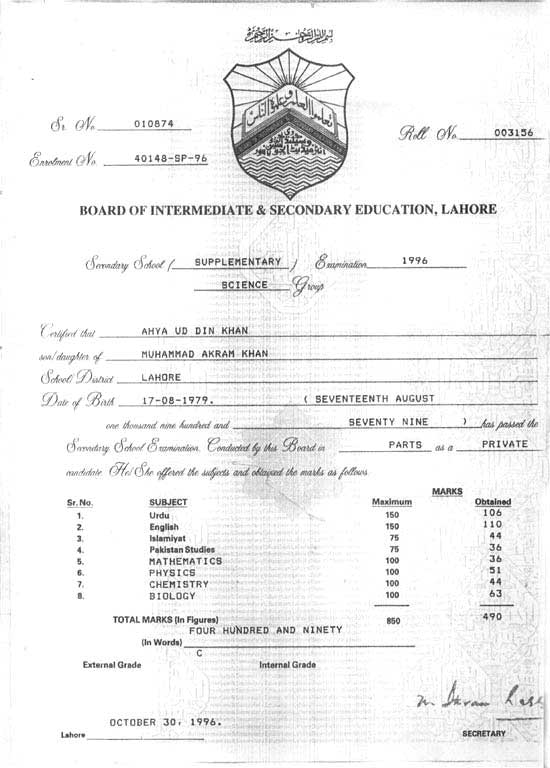 Sr. No. 010874
Roll No. 003156
Enrolment No. 40148-SP-96
BOARD OF INTERMEDIATE & SECONDARY EDUCATION, LAHORE
Secondary School ( SUPPLEMENTARY ) Examination 1996
SCIENCE Group
Certified that AHYA UD DIN KHAN
son/daughter of MUHAMMAD AKRAM KHAN
School/District LAHORE
Date of Birth 17-08-1979. ( SEVENTEENTH AUGUST
one thousand nine hundred and SEVENTY NINE ) has passed the
Secondary School Examination. Conducted by this Board in PARTS as a PRIVATE
candidate. He/She offered the subjects and obtained the marks as follows.
MARKS
Sr. No. SUBJECT Maximum Obtained
1. Urdu 150 106
2. English 150 110
3. Islamiyat 75 44
4. Pakistan Studies 75 36
5. MATHEMATICS 100 36
6. PHYSICS 100 51
7. CHEMISTRY 100 44
8. BIOLOGY 100 63
TOTAL MARKS (In Figures) 850 490
FOUR HUNDRED AND NINETY
(In Words)
C
External Grade Internal Grade
OCTOBER 30, 1996.
Lahore SECRETARY